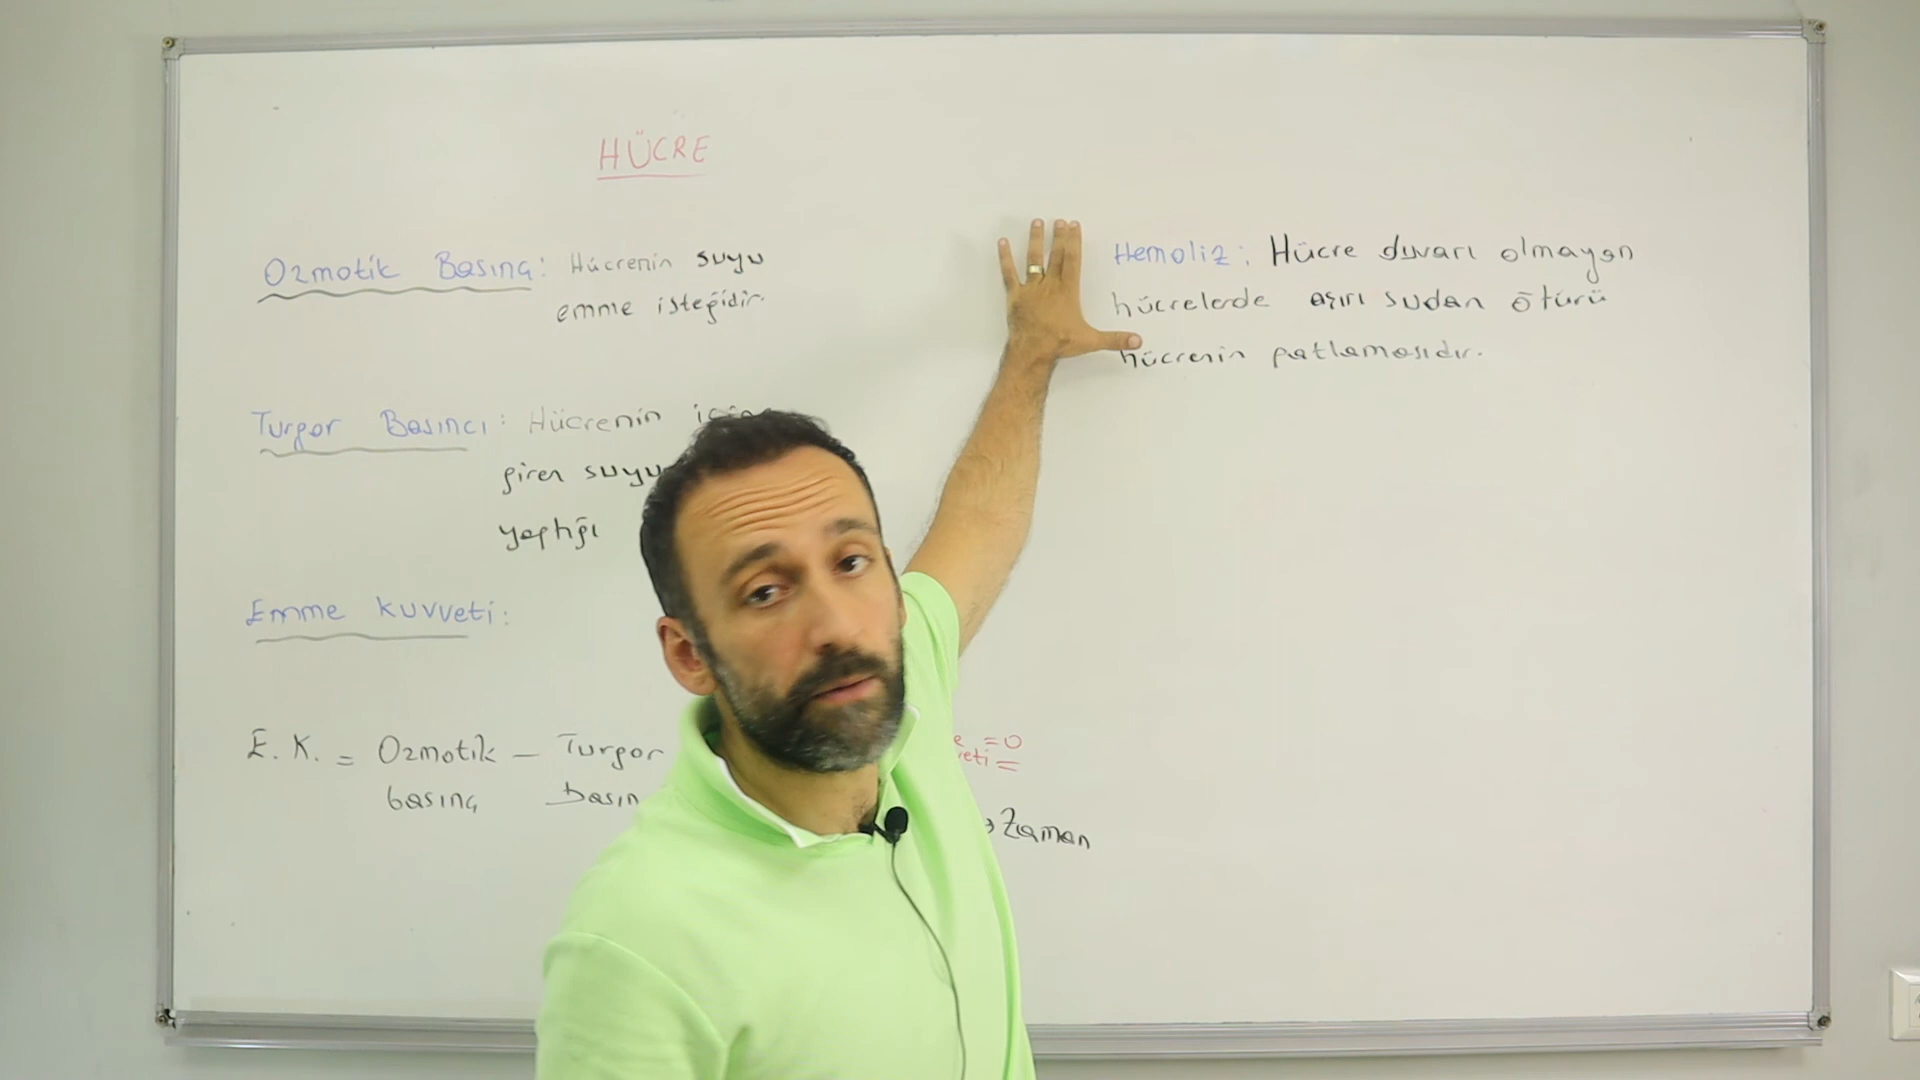 HÜCRE
Ozmotik Basınç: Hücrenin suyu
emme isteğidir.
Turgor Basıncı: Hücrenin
giren suyu
yaptığı
Emme Kuvveti:
E. K. = Ozmotik – Turgor
basınç
= 0
Zaman
Hemoliz: Hücre duvarı olmayan
hücrelerde aşırı sudan ötürü
hücrenin patlamasıdır.